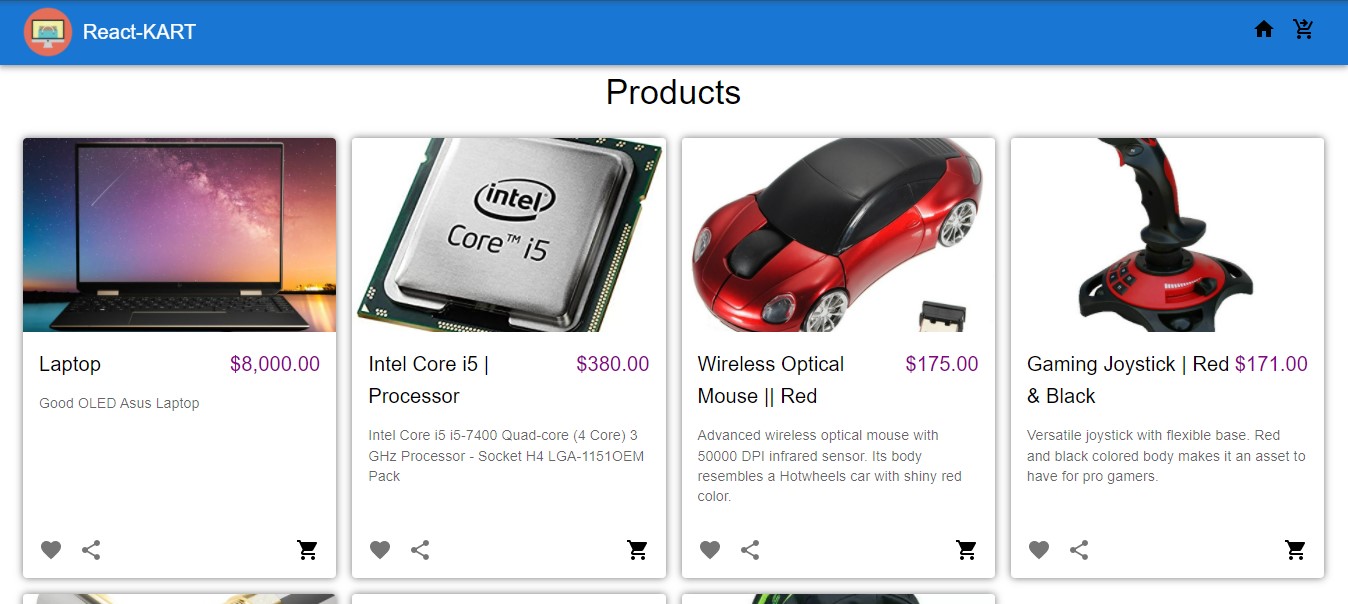 React-KART
Products
intel
Core™ i5
Laptop
$8,000.00
Good OLED Asus Laptop
Intel Core i5 |
Processor
$380.00
Intel Core i5 i5-7400 Quad-core (4 Core) 3
GHz Processor - Socket H4 LGA-1151OEM
Pack
Wireless Optical
Mouse || Red
$175.00
Advanced wireless optical mouse with
50000 DPI infrared sensor. Its body
resembles a Hotwheels car with shiny red
color.
Gaming Joystick | Red
& Black
$171.00
Versatile joystick with flexible base. Red
and black colored body makes it an asset to
have for pro gamers.